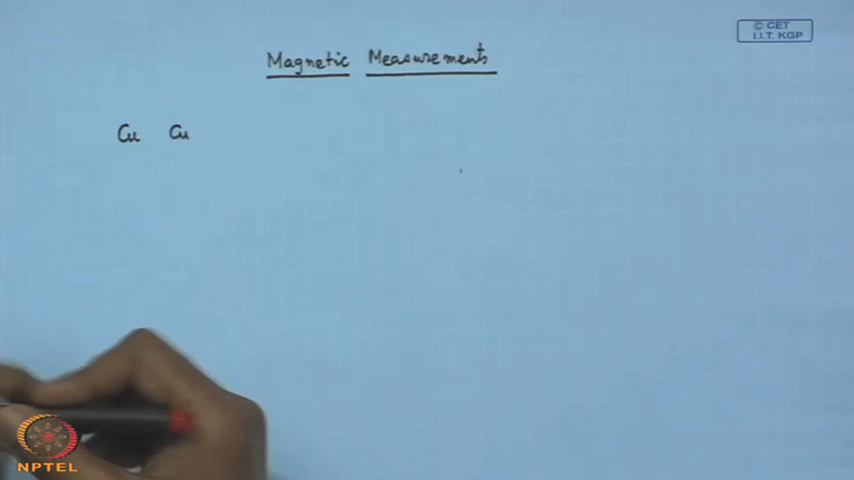 © CET
I.I.T. KGP
Magnetic Measurements
Cu Cu
NPTEL